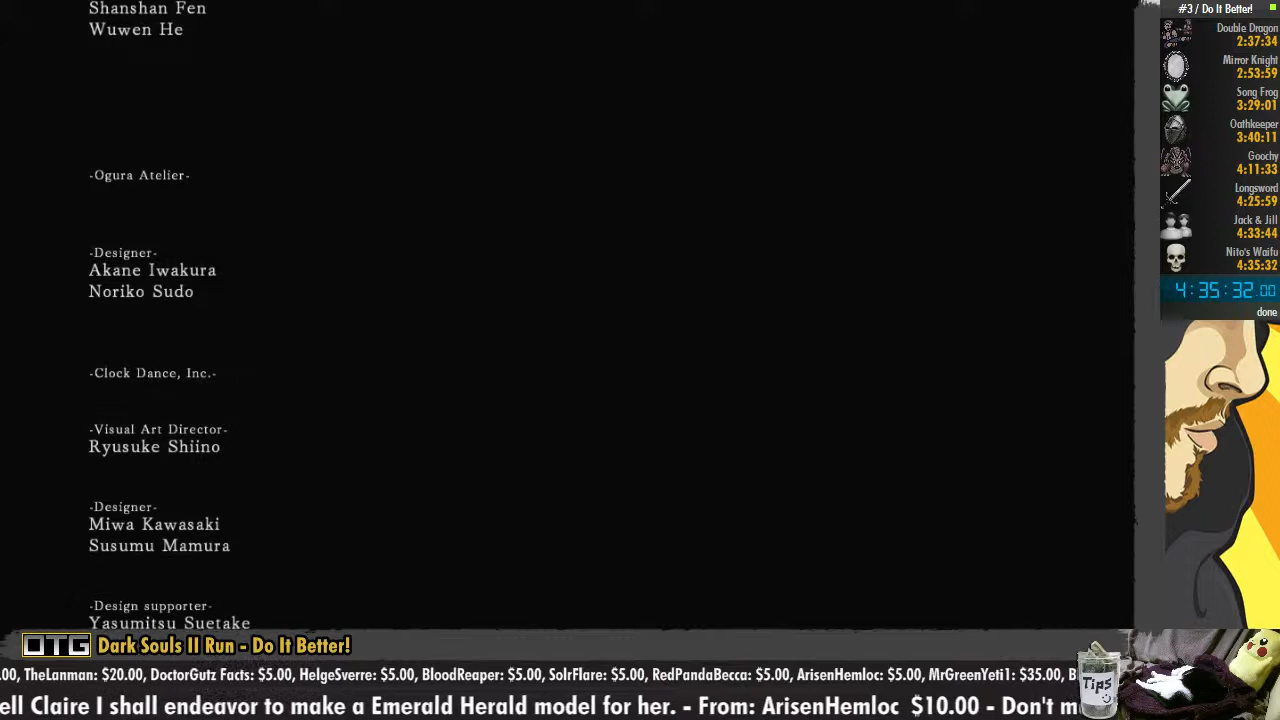 Shanshan Fen
Wuwen He
-Ogura Atelier-
-Designer-
Akane Iwakura
Noriko Sudo
-Clock Dance, Inc.-
-Visual Art Director-
Ryusuke Shiino
-Designer-
Miwa Kawasaki
Susumu Mamura
-Design supporter-
Yasumitsu Suetake
#3 / Do It Better!
Double Dragon
2:37:34
Mirror Knight
2:53:59
Song Frog
3:29:01
Oathkeeper
3:40:11
Goochy
4:11:33
Longsword
4:25:59
Jack & Jill
4:33:44
Nito's Waifu
4:35:32
4:35:32.00
done
OTG Dark Souls II Run - Do It Better!
.00, TheLanman: $20.00, DoctorGutz Facts: $5.00, HelgeSverre: $5.00, BloodReaper: $5.00, SolrFlare: $5.00, RedPandaBecca: $5.00, ArisenHemloc: $5.00, MrGreenYeti1: $35.00, B
ell Claire I shall endeavor to make a Emerald Herald model for her. - From: ArisenHemloc $10.00 - Don't m
Tips